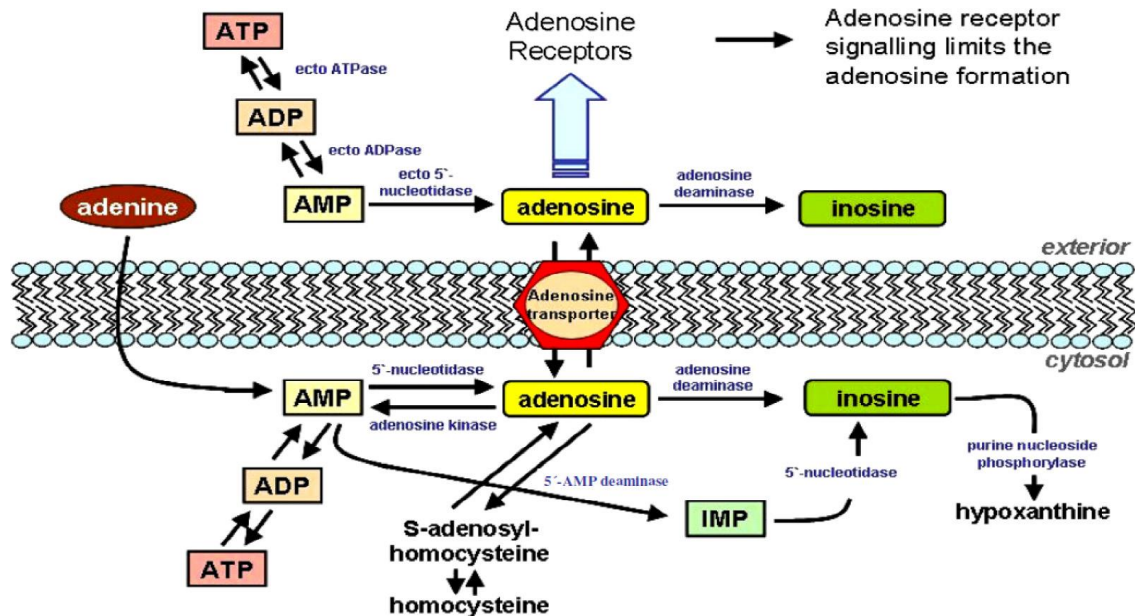 ATP
Adenosine
Receptors
Adenosine receptor
signalling limits the
adenosine formation
ecto ATPase
ADP
ecto ADPase
adenine
AMP
ecto 5`-
nucleotidase
adenosine
adenosine
deaminase
inosine
exterior
Adenosine
transporter
cytosol
AMP
5`-nucleotidase
adenosine kinase
adenosine
adenosine
deaminase
inosine
purine nucleoside
phosphorylase
hypoxanthine
ADP
5´-AMP deaminase
5`-nucleotidase
IMP
ATP
S-adenosyl-
homocysteine
homocysteine